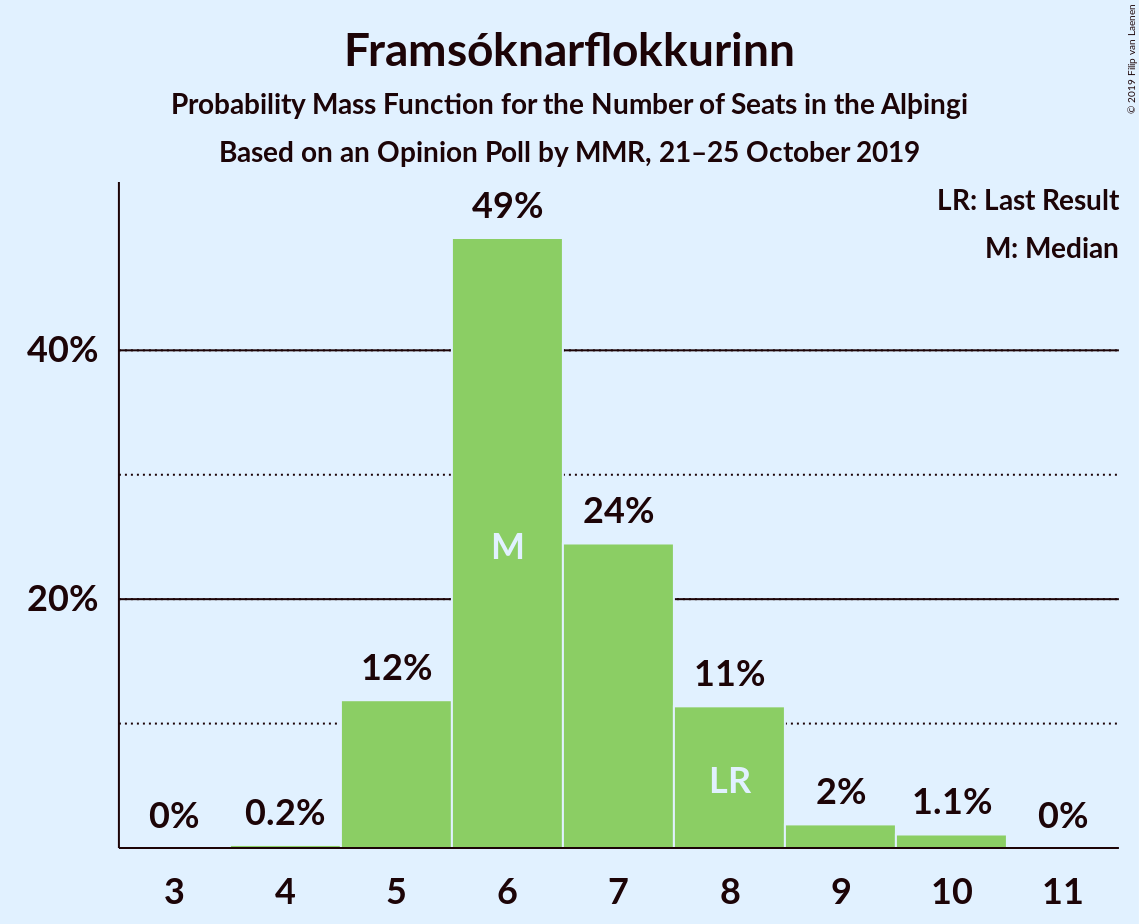 Framsóknarflokkurinn
Probability Mass Function for the Number of Seats in the Alþingi
Based on an Opinion Poll by MMR, 21–25 October 2019
© 2019 Filip van Laenen
LR: Last Result
M: Median
49%
40%
24%
M
20%
12%
11%
LR
0%
0.2%
2%
1.1%
0%
3 4 5 6 7 8 9 10 11